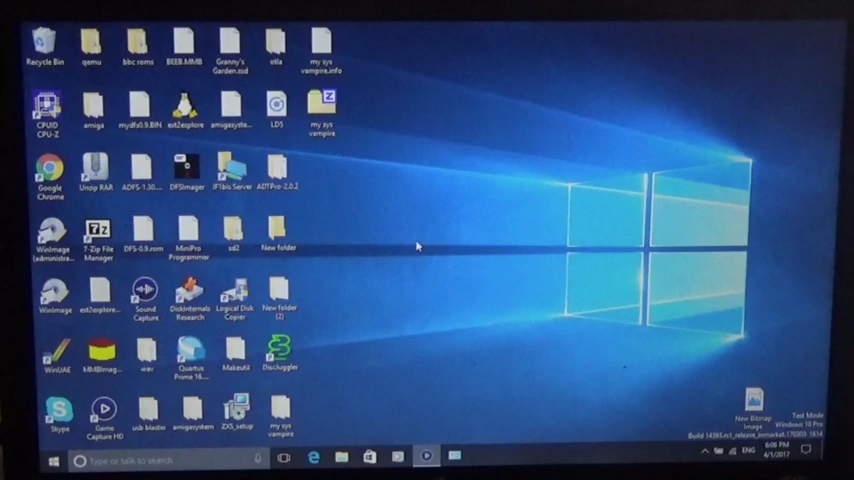 Recycle Bin
qemu
bbc roms
BEEB.MMB
Granny's
Garden.ssd
otla
my sys
vampire.info
CPUID
CPU-Z
amiga
mydfs0.9.BIN
ext2explore
amigasyste...
LDS
my sys
vampire
Google
Chrome
Unzip RAR
ADFS-1.30....
DFSImager
JFTbis Server
ADTPro-2.0.2
WinImage
(administra...
7-Zip File
Manager
DFS-0.9.rom
MiniPro
Programmer
sd2
New folder
WinImage
ext2explore...
Sound
Capture
DiskInternals
Research
Logical Disk
Copier
New folder
(2)
WinUAE
MMBImag...
wav
Quartus
Prime 16....
Makeutil
DiscJuggler
Skype
Game
Capture HD
usb blaster
amigasystem
ZXS_setup
my sys
vampire
New Bitmap
Image
Test Mode
Windows 10 Pro
Build 14393.rs1_release_inmarket.170303-1614
Type or talk to search
ENG
6:06 PM
4/1/2017